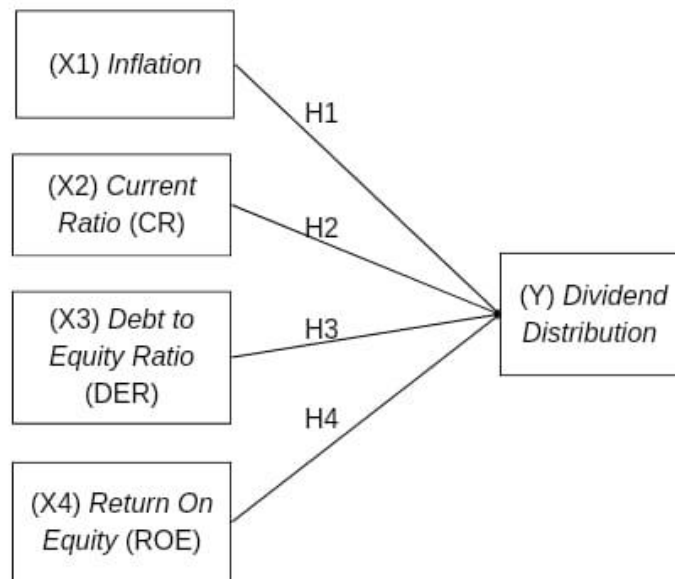 (X1) Inflation
H1
(X2) Current
Ratio (CR)
H2
(X3) Debt to
Equity Ratio
(DER)
H3
(X4) Return On
Equity (ROE)
H4
(Y) Dividend
Distribution